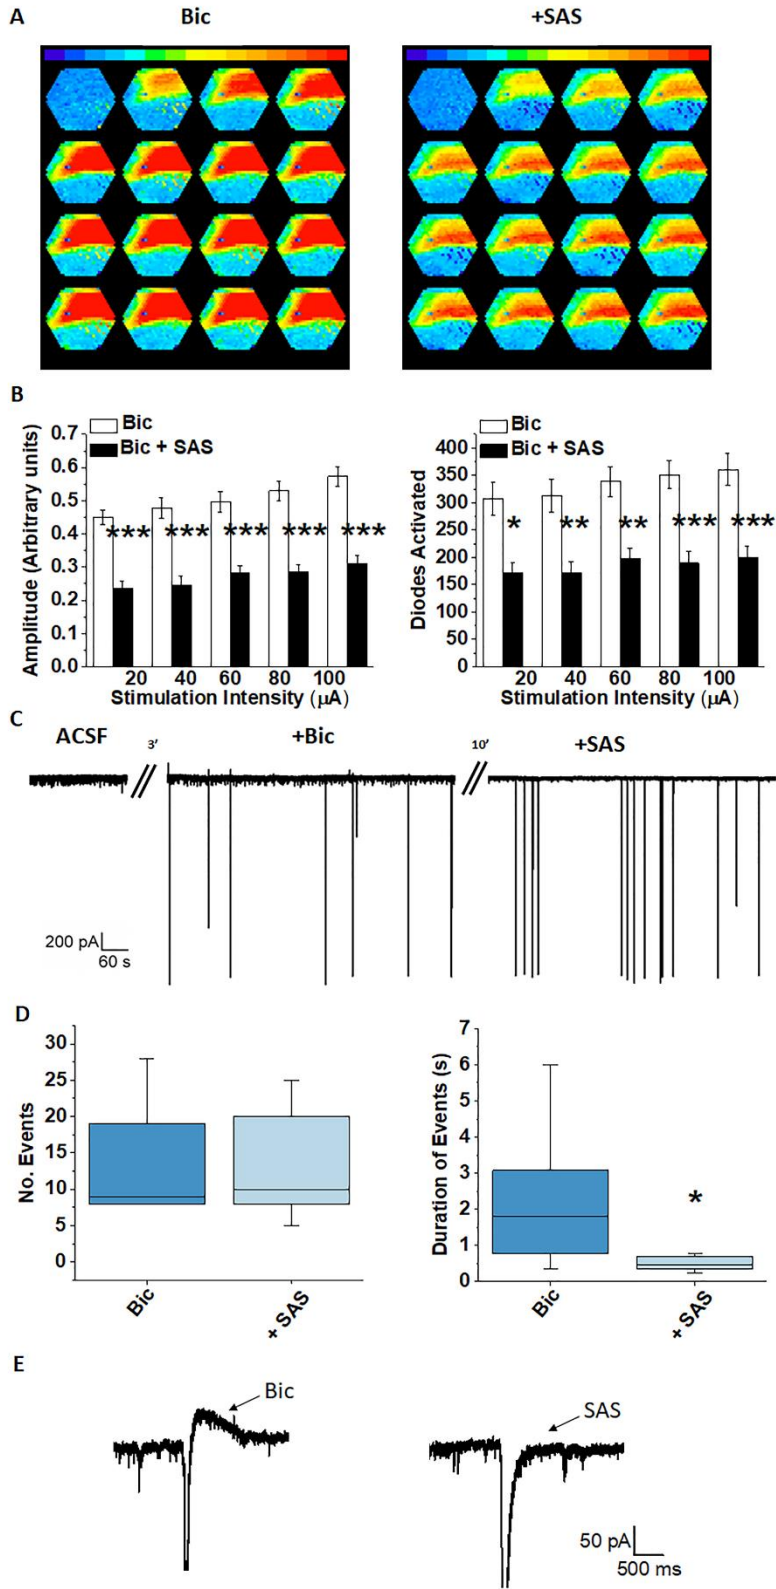 A
Bic
+SAS
B
Bic
Bic + SAS
0.7
0.6
0.5
0.4
0.3
0.2
0.1
0.0
Amplitude (Arbitrary units)
*** *** *** *** ***
20 40 60 80 100
Stimulation Intensity (µA)
Bic
Bic + SAS
400
350
300
250
200
150
100
50
0
Diodes Activated
* ** ** *** ***
20 40 60 80 100
Stimulation Intensity (µA)
C
ACSF
3′
+Bic
10′
+SAS
200 pA
60 s
D
30
25
20
15
10
5
0
No. Events
Bic
+ SAS
7
6
5
4
3
2
1
0
Duration of Events (s)
*
Bic
+ SAS
E
Bic
SAS
50 pA
500 ms